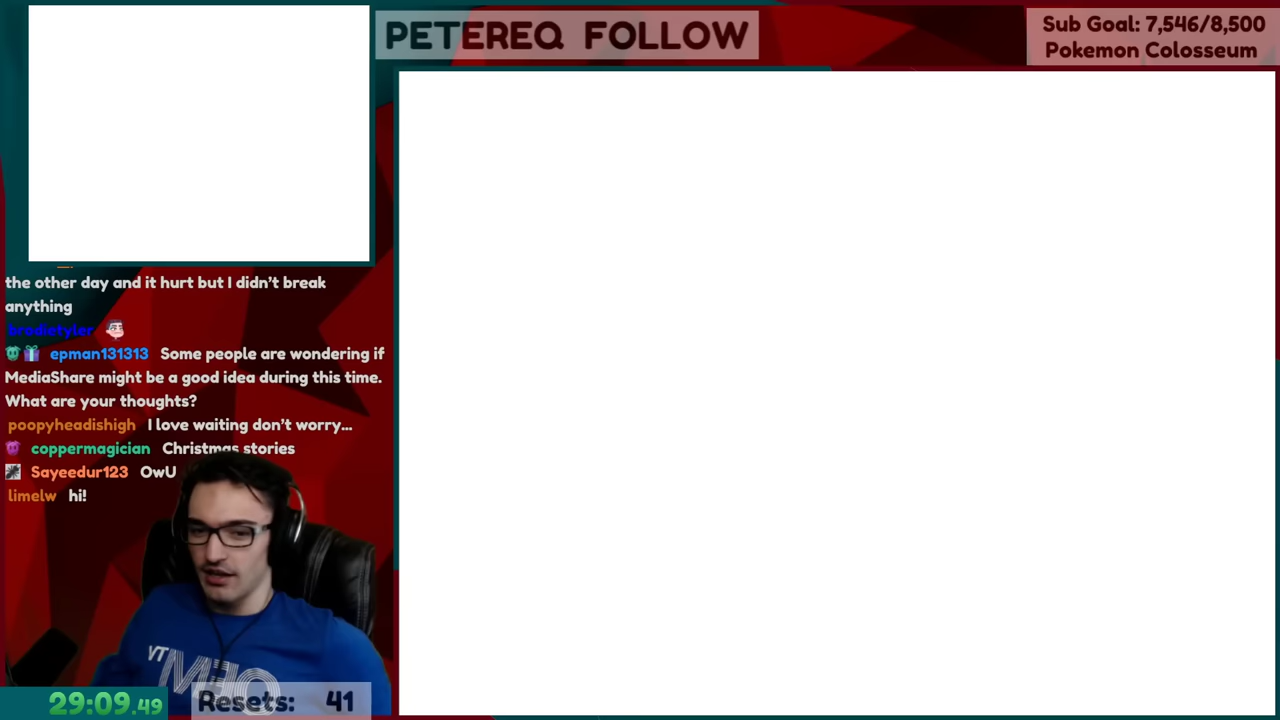 PETEREQ FOLLOW
Sub Goal: 7,546/8,500
Pokemon Colosseum
the other day and it hurt but I didn't break
anything
brodietyler
epman131313 Some people are wondering if
MediaShare might be a good idea during this time.
What are your thoughts?
poopyheadishigh I love waiting don't worry...
coppermagician Christmas stories
Sayeedur123 OwU
limelw hi!
YT
29:09.49
Resets: 41